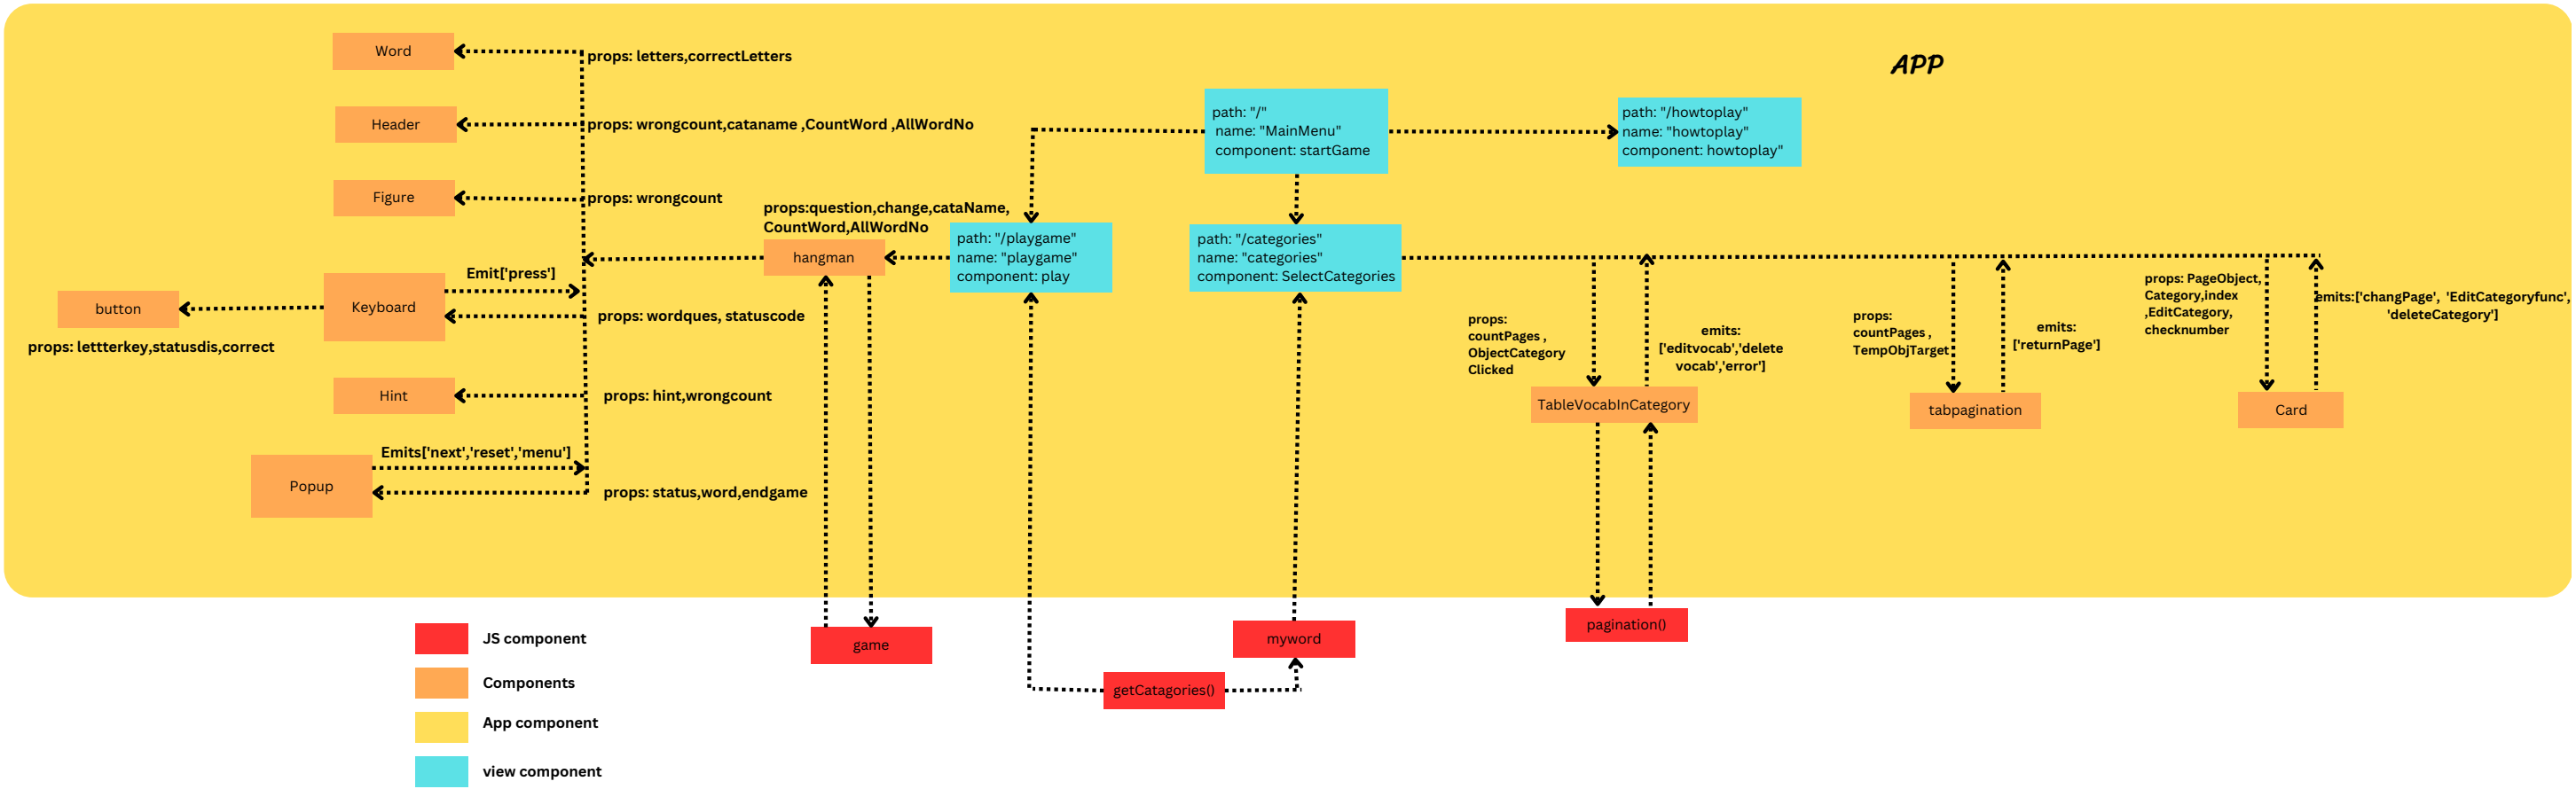 APP
Word
props: letters,correctLetters
Header
props: wrongcount,cataname ,CountWord ,AllWordNo
Figure
props: wrongcount
Emit['press']
Keyboard
props: wordques, statuscode
button
props: lettterkey,statusdis,correct
Hint
props: hint,wrongcount
Emits['next','reset','menu']
Popup
props: status,word,endgame
props:question,change,cataName,
CountWord,AllWordNo
hangman
path: "/"
name: "MainMenu"
component: startGame
path: "/howtoplay"
name: "howtoplay"
component: howtoplay"
path: "/playgame"
name: "playgame"
component: play
path: "/categories"
name: "categories"
component: SelectCategories
props:
countPages ,
ObjectCategory
Clicked
emits:
['editvocab','delete
vocab','error']
TableVocabInCategory
props:
countPages ,
TempObjTarget
emits:
['returnPage']
tabpagination
props: PageObject,
Category,index
,EditCategory,
checknumber
emits:['changPage', 'EditCategoryfunc',
'deleteCategory']
Card
game
myword
getCatagories()
pagination()
JS component
Components
App component
view component